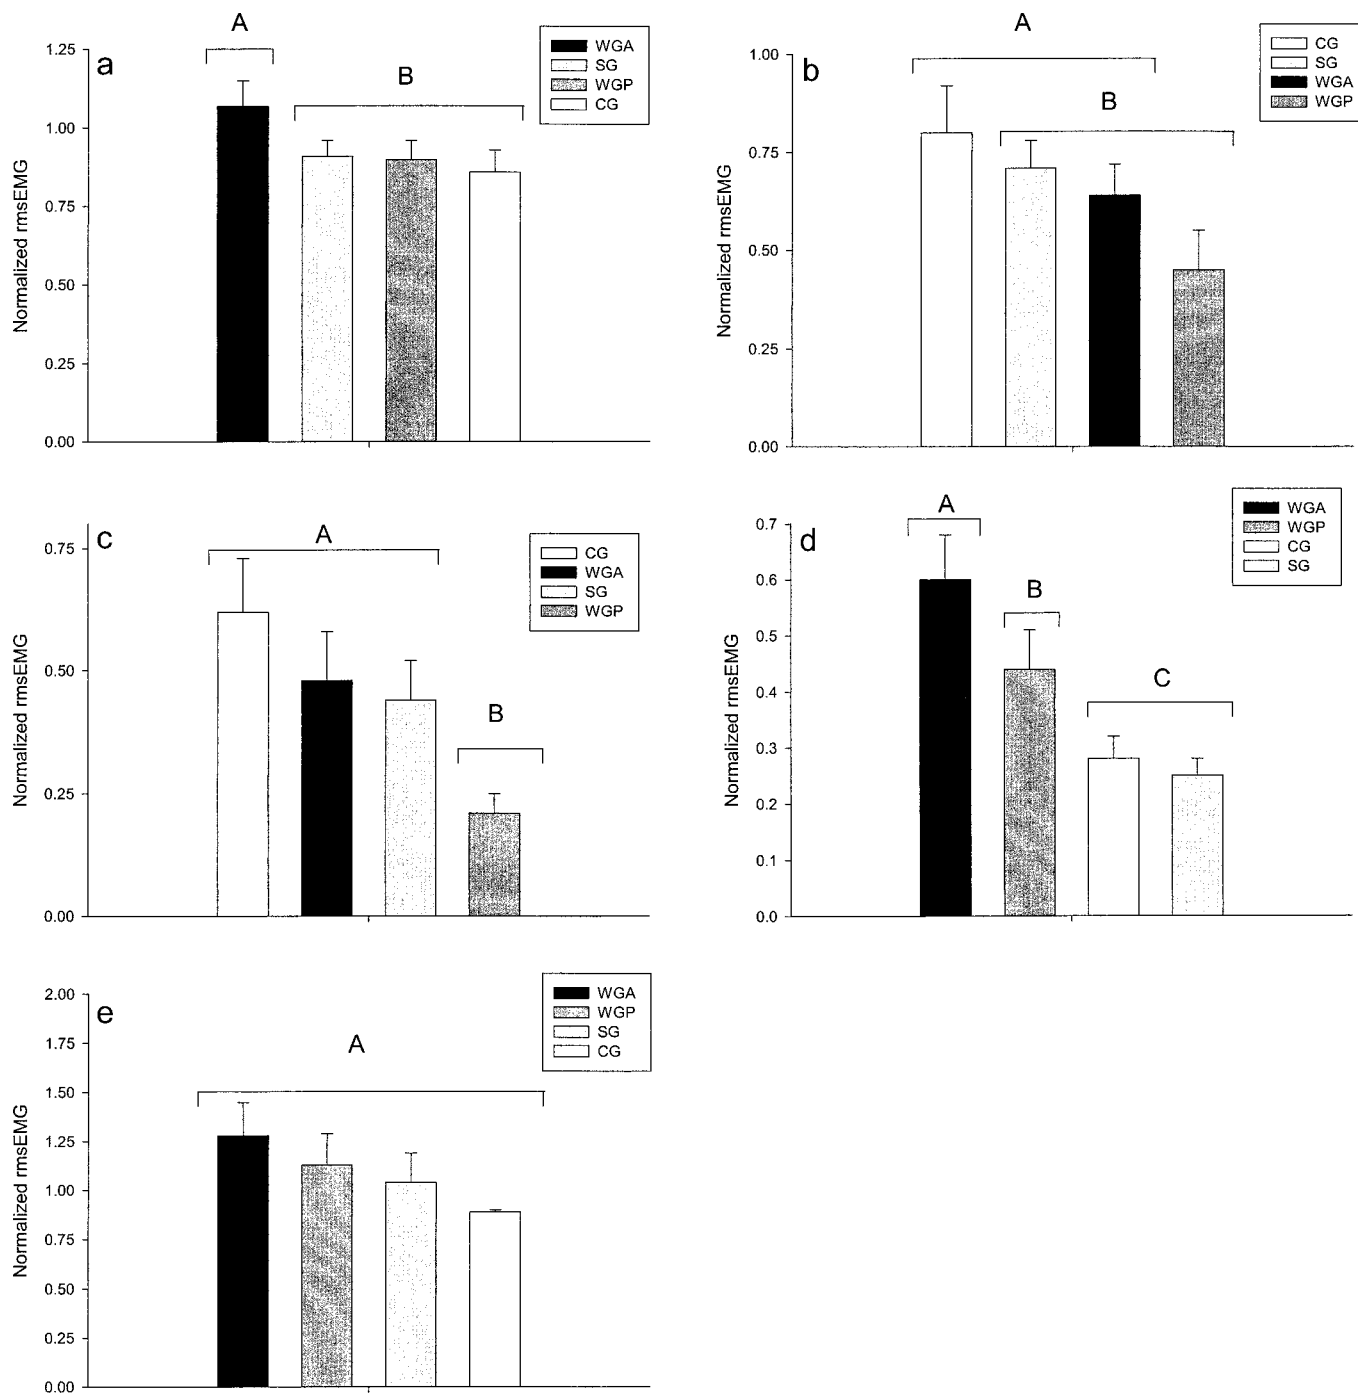 a
A
B
WGA
SG
WGP
CG
1.25
1.00
0.75
0.50
0.25
0.00
Normalized rmsEMG
b
A
B
CG
SG
WGA
WGP
1.00
0.75
0.50
0.25
0.00
Normalized rmsEMG
c
A
B
CG
WGA
SG
WGP
0.75
0.50
0.25
0.00
Normalized rmsEMG
d
A
B
C
WGA
WGP
CG
SG
0.7
0.6
0.5
0.4
0.3
0.2
0.1
0.0
Normalized rmsEMG
e
A
WGA
WGP
SG
CG
2.00
1.75
1.50
1.25
1.00
0.75
0.50
0.25
0.00
Normalized rmsEMG